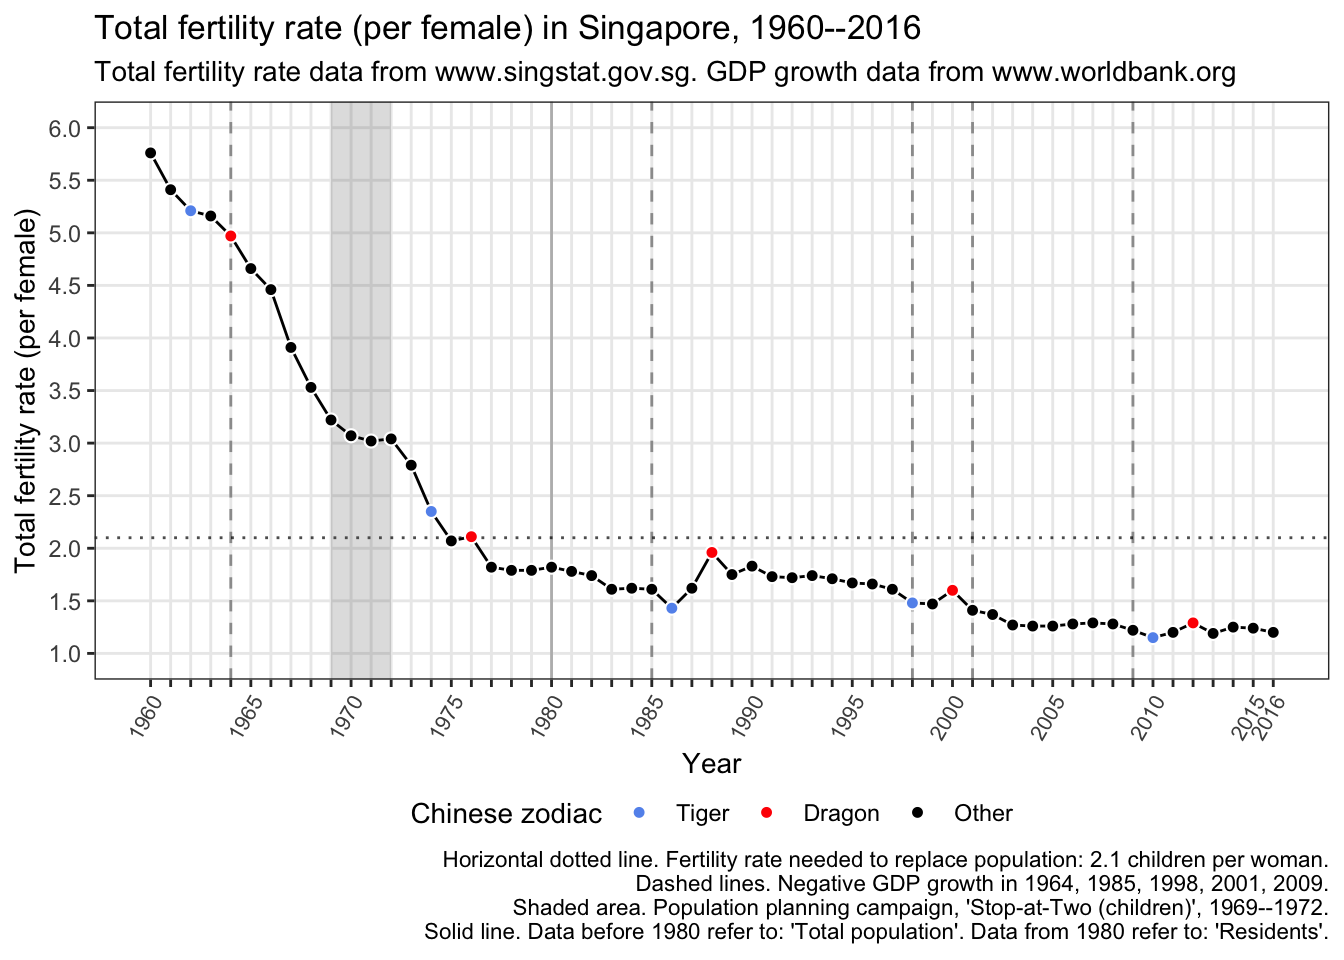 Total fertility rate (per female) in Singapore, 1960--2016
Total fertility rate data from www.singstat.gov.sg. GDP growth data from www.worldbank.org
Total fertility rate (per female)
6.0
5.5
5.0
4.5
4.0
3.5
3.0
2.5
2.0
1.5
1.0
1960
1965
1970
1975
1980
1985
1990
1995
2000
2005
2010
2015
2016
Year
Chinese zodiac Tiger Dragon Other
Horizontal dotted line. Fertility rate needed to replace population: 2.1 children per woman.
Dashed lines. Negative GDP growth in 1964, 1985, 1998, 2001, 2009.
Shaded area. Population planning campaign, 'Stop-at-Two (children)', 1969--1972.
Solid line. Data before 1980 refer to: 'Total population'. Data from 1980 refer to: 'Residents'.